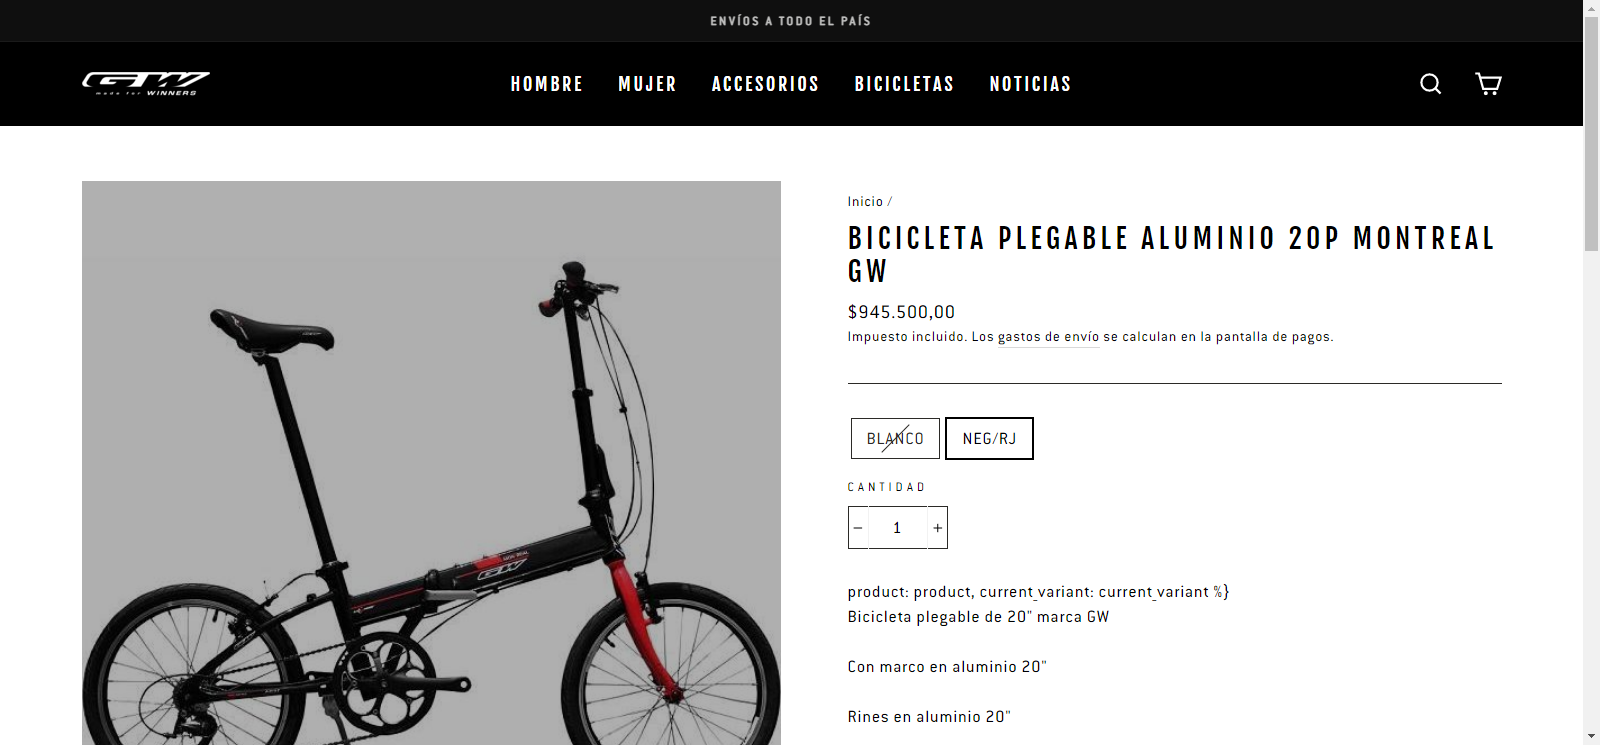 ENVÍOS A TODO EL PAÍS
GW
made for WINNERS
HOMBRE MUJER ACCESORIOS BICICLETAS NOTICIAS
Inicio /
BICICLETA PLEGABLE ALUMINIO 20P MONTREAL
GW
$945.500,00
Impuesto incluido. Los gastos de envío se calculan en la pantalla de pagos.
BLANCO NEG/RJ
CANTIDAD
− 1 +
product: product, current_variant: current_variant %}
Bicicleta plegable de 20" marca GW
Con marco en aluminio 20"
Rines en aluminio 20"
GW